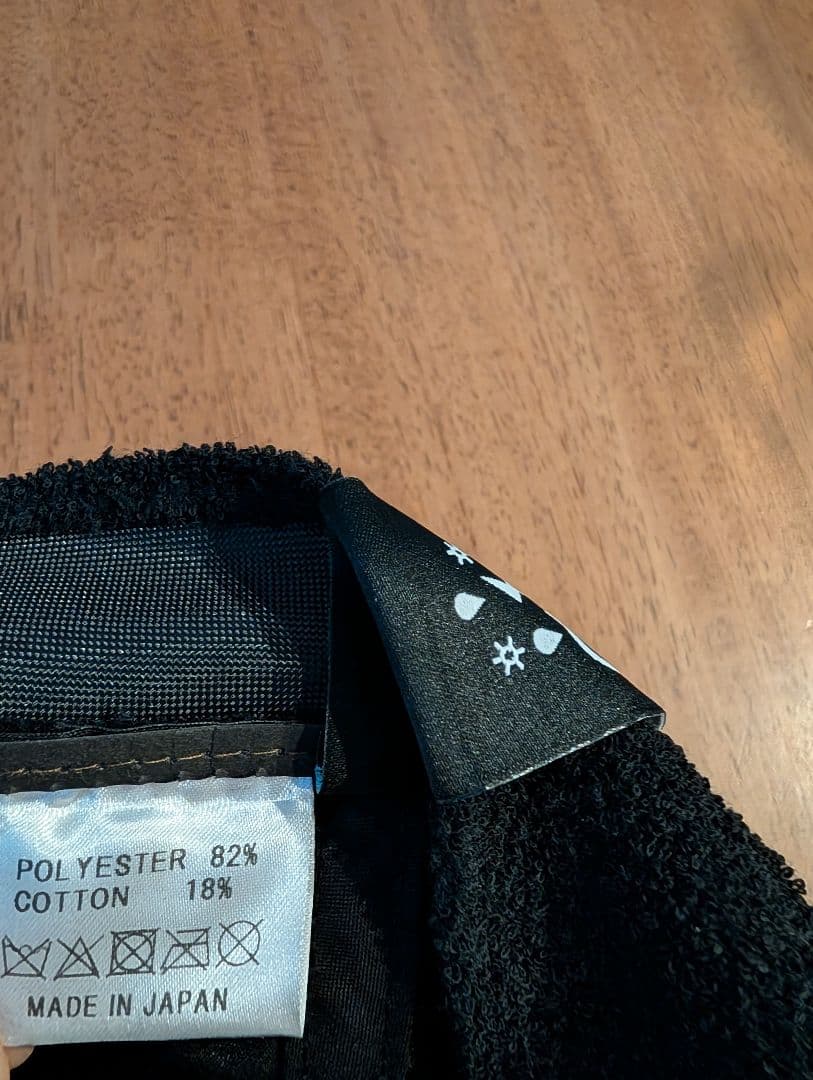 POLYESTER 82%
COTTON 18%
MADE IN JAPAN